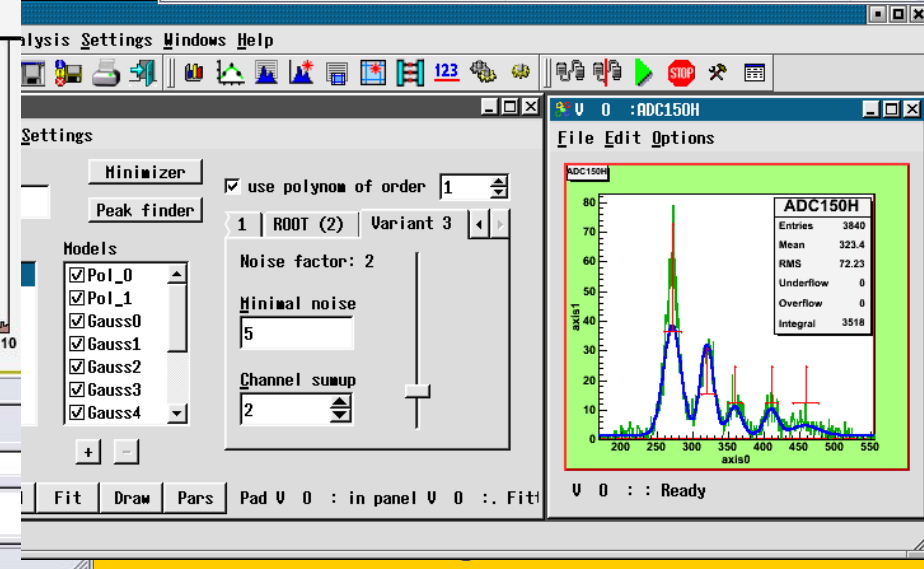 alysis Settings Windows Help
123
STOP
Settings
Minimizer
Peak finder
use polynom of order 1
1 ROOT (2) Variant 3
Models
Pol_0
Pol_1
Gauss0
Gauss1
Gauss2
Gauss3
Gauss4
+ -
Noise factor: 2
Minimal noise
5
Channel sumup
2
10
Fit Draw Pars Pad V 0 : in panel V 0 :. Fitt
V 0 :ADC150H
File Edit Options
ADC150H
ADC150H
Entries 3840
Mean 323.4
RMS 72.23
Underflow 0
Overflow 0
Integral 3518
80
70
60
50
40
30
20
10
0
axis1
200 250 300 350 400 450 500 550
axis0
V 0 : : Ready